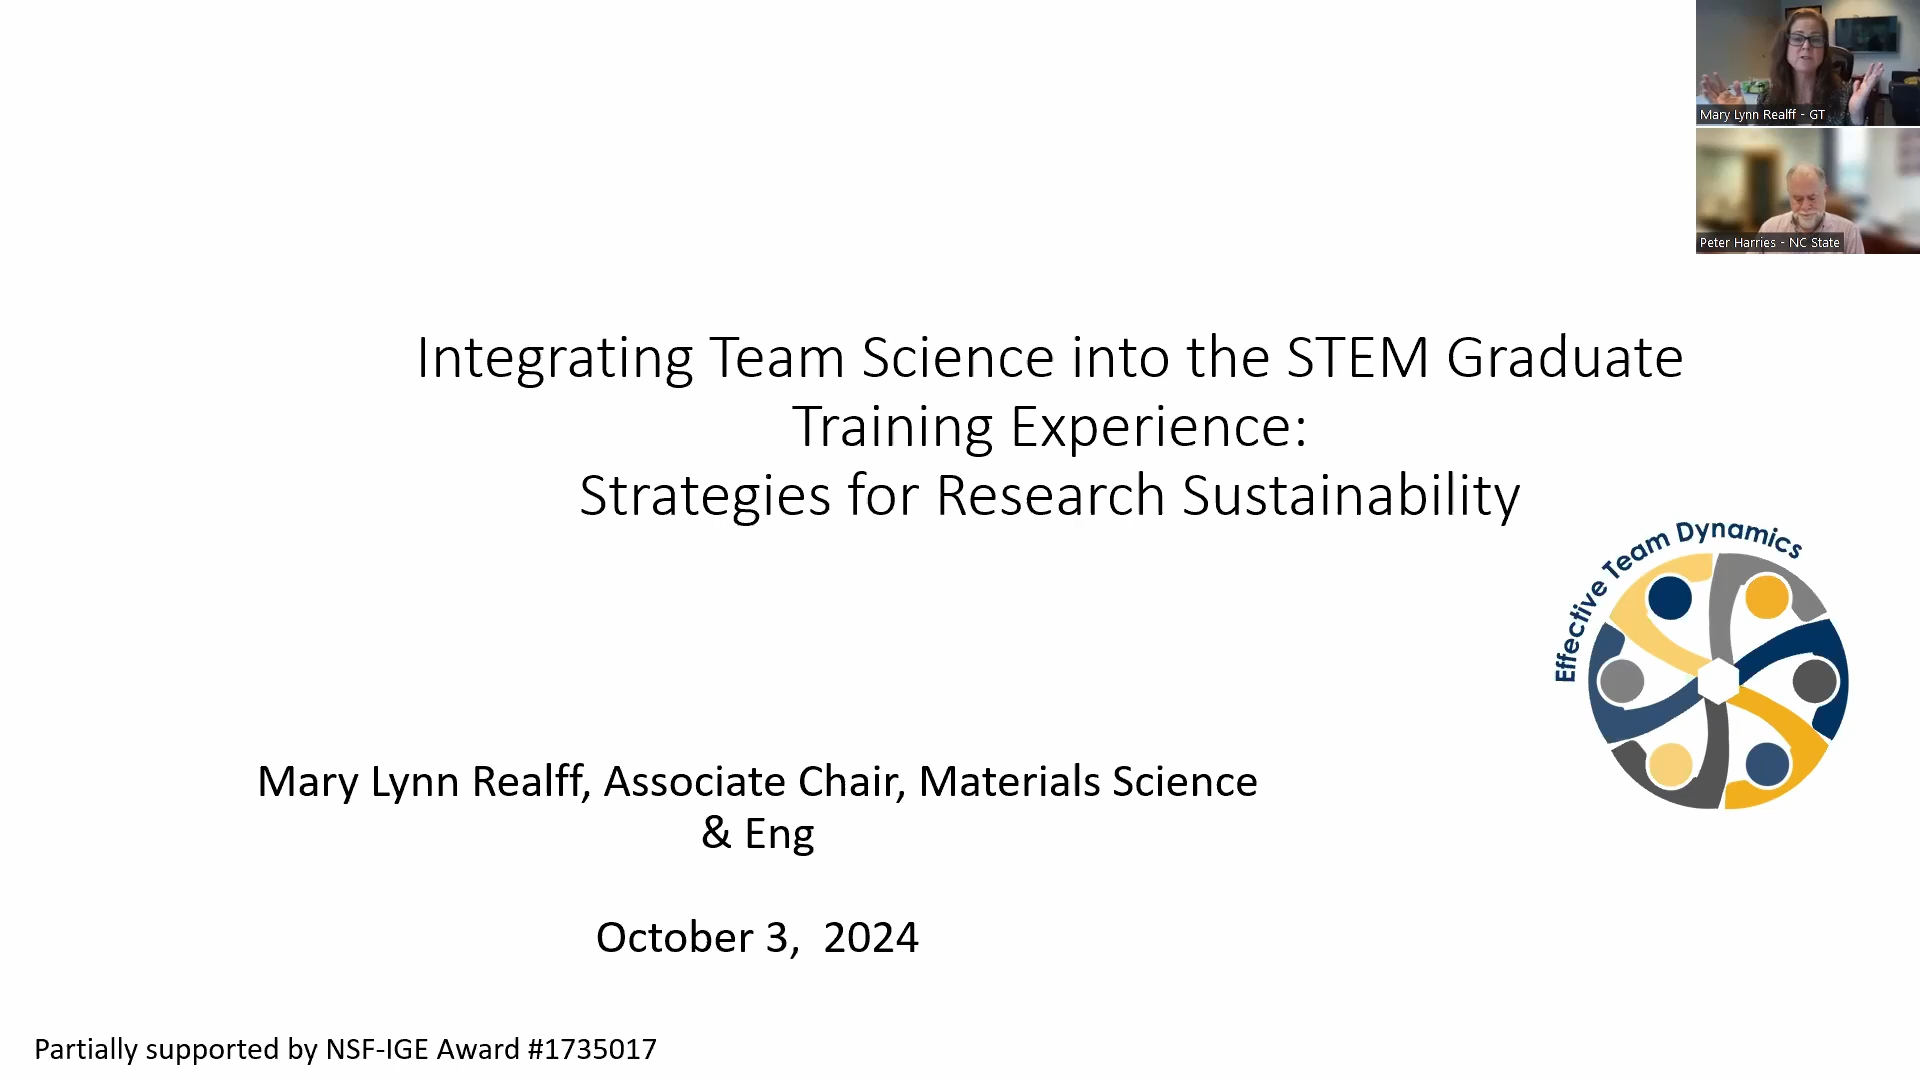 Mary Lynn Realff - GT
Peter Harries - NC State
Integrating Team Science into the STEM Graduate
Training Experience:
Strategies for Research Sustainability
Effective Team Dynamics
Mary Lynn Realff, Associate Chair, Materials Science
& Eng
October 3,  2024
Partially supported by NSF-IGE Award #1735017